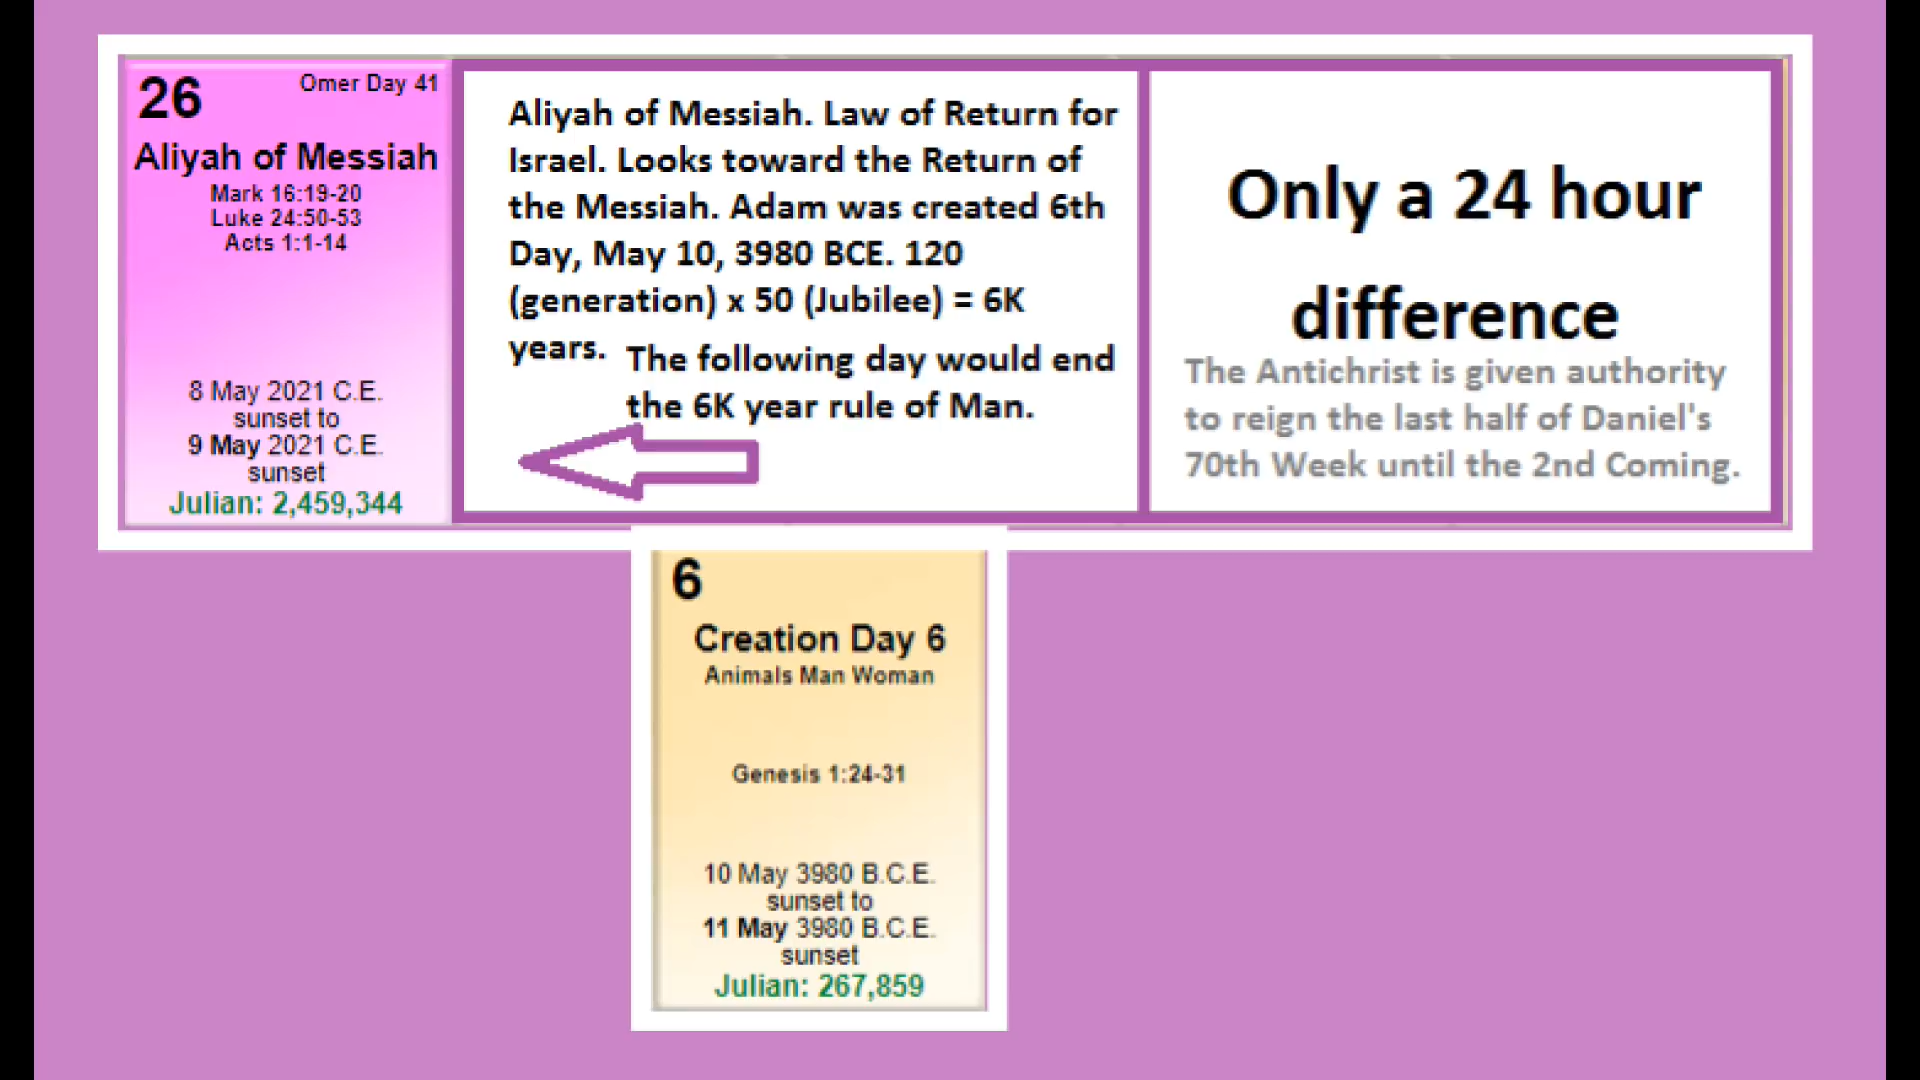 26
Omer Day 41
Aliyah of Messiah
Mark 16:19-20
Luke 24:50-53
Acts 1:1-14
8 May 2021 C.E.
sunset to
9 May 2021 C.E.
sunset
Julian: 2,459,344
Aliyah of Messiah. Law of Return for
Israel. Looks toward the Return of
the Messiah. Adam was created 6th
Day, May 10, 3980 BCE. 120
(generation) x 50 (Jubilee) = 6K
years.
The following day would end
the 6K year rule of Man.
Only a 24 hour
difference
The Antichrist is given authority
to reign the last half of Daniel's
70th Week until the 2nd Coming.
6
Creation Day 6
Animals Man Woman
Genesis 1:24-31
10 May 3980 B.C.E.
sunset to
11 May 3980 B.C.E.
sunset
Julian: 267,859